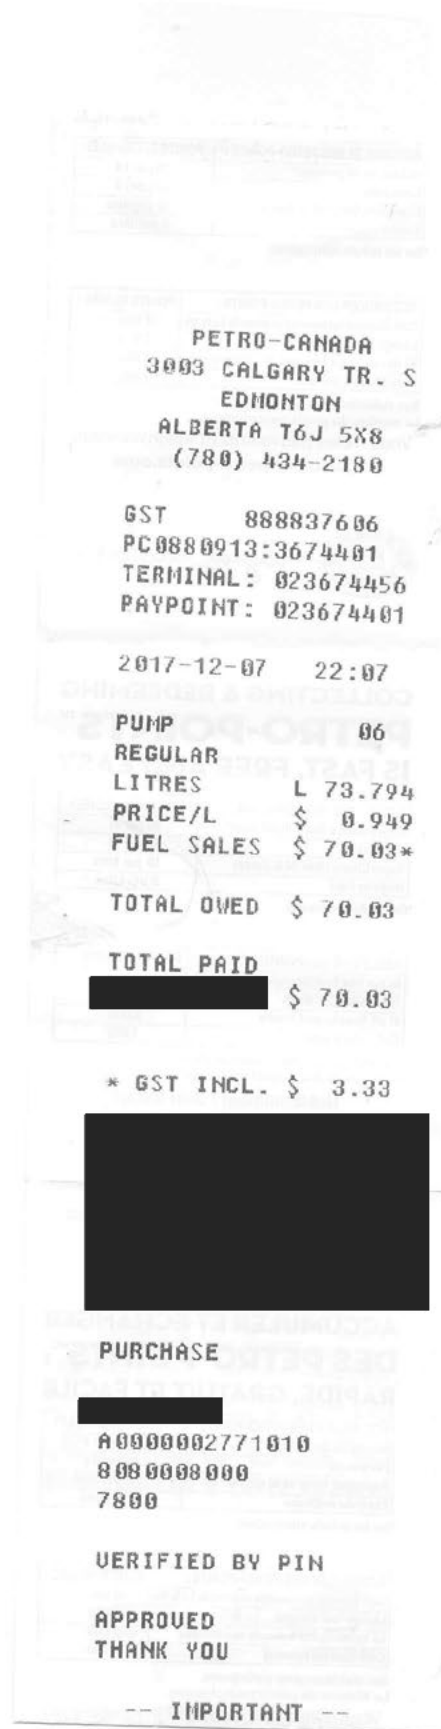 PETRO-CANADA
3003 CALGARY TR. S
EDMONTON
ALBERTA T6J 5X8
(780) 434-2180
GST 888837606
PC0880913:3674401
TERMINAL: 023674456
PAYPOINT: 023674401
2017-12-07 22:07
PUMP 06
REGULAR
LITRES L 73.794
PRICE/L $ 0.949
FUEL SALES $ 70.03*
TOTAL OWED $ 70.03
TOTAL PAID
$ 70.03
* GST INCL. $ 3.33
PURCHASE
A0000002771010
8080008000
7800
VERIFIED BY PIN
APPROVED
THANK YOU
-- IMPORTANT --